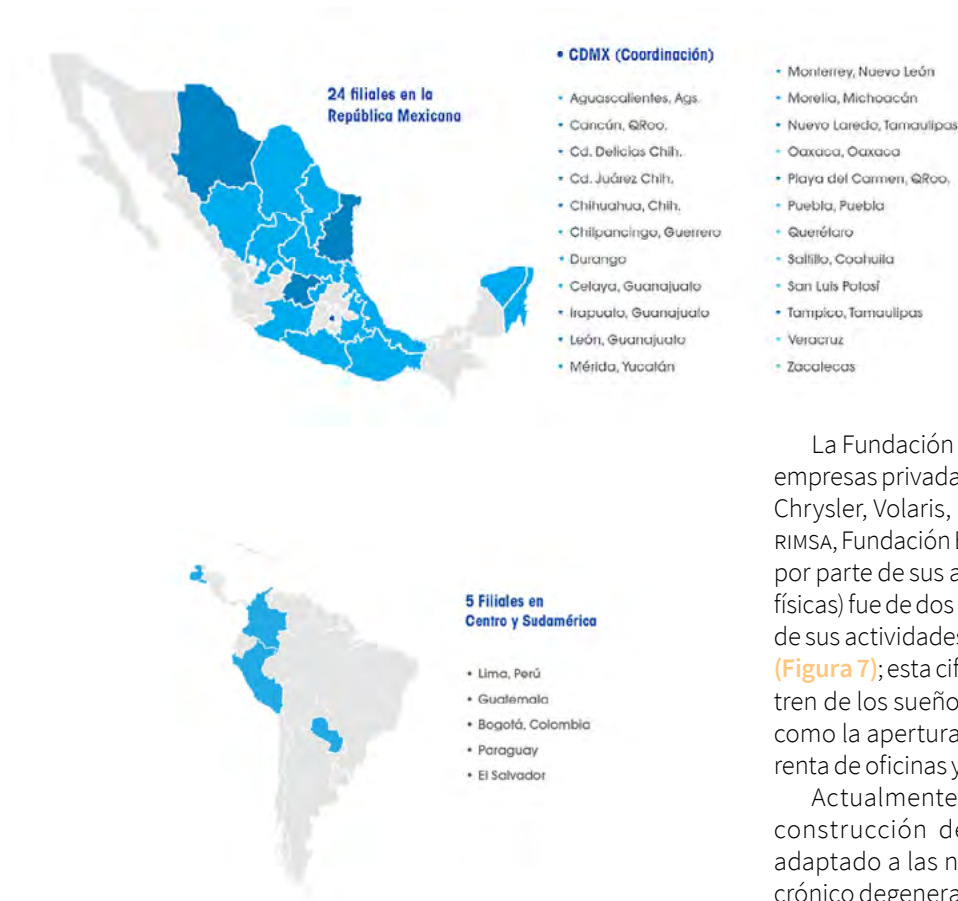 24 filiales en la
República Mexicana
• CDMX (Coordinación)
• Aguascalientes, Ags.
• Cancún, QRoo.
• Cd. Delicias Chih.
• Cd. Juárez Chih.
• Chihuahua, Chih.
• Chilpancingo, Guerrero
• Durango
• Celaya, Guanajuato
• Irapuato, Guanajuato
• León, Guanajuato
• Mérida, Yucatán
• Monterrey, Nuevo León
• Morelia, Michoacán
• Nuevo Laredo, Tamaulipas
• Oaxaca, Oaxaca
• Playa del Carmen, QRoo.
• Puebla, Puebla
• Querétaro
• Saltillo, Coahuila
• San Luis Potosí
• Tampico, Tamaulipas
• Veracruz
• Zacatecas
5 Filiales en
Centro y Sudamérica
• Lima, Perú
• Guatemala
• Bogotá, Colombia
• Paraguay
• El Salvador
La Fundación
empresas privada
Chrysler, Volaris,
RIMSA, Fundación
por parte de sus a
físicas) fue de dos
de sus actividades
(Figura 7); esta cif
tren de los sueño
como la apertura
renta de oficinas y
Actualmente
construcción de
adaptado a las n
crónico degenera